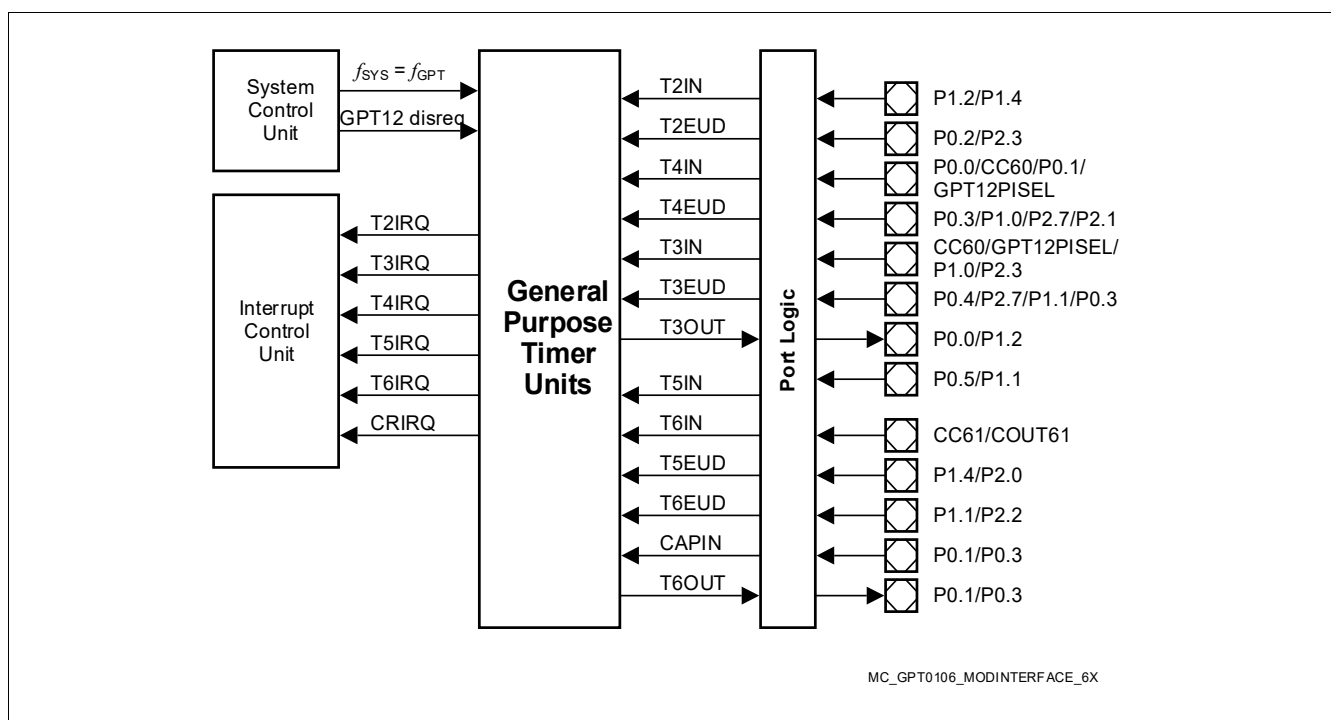 System
Control
Unit
fSYS = fGPT
GPT12 disreq
Interrupt
Control
Unit
T2IRQ
T3IRQ
T4IRQ
T5IRQ
T6IRQ
CRIRQ
General
Purpose
Timer
Units
T2IN
T2EUD
T4IN
T4EUD
T3IN
T3EUD
T3OUT
T5IN
T6IN
T5EUD
T6EUD
CAPIN
T6OUT
Port Logic
P1.2/P1.4
P0.2/P2.3
P0.0/CC60/P0.1/
GPT12PISEL
P0.3/P1.0/P2.7/P2.1
CC60/GPT12PISEL/
P1.0/P2.3
P0.4/P2.7/P1.1/P0.3
P0.0/P1.2
P0.5/P1.1
CC61/COUT61
P1.4/P2.0
P1.1/P2.2
P0.1/P0.3
P0.1/P0.3
MC_GPT0106_MODINTERFACE_6X